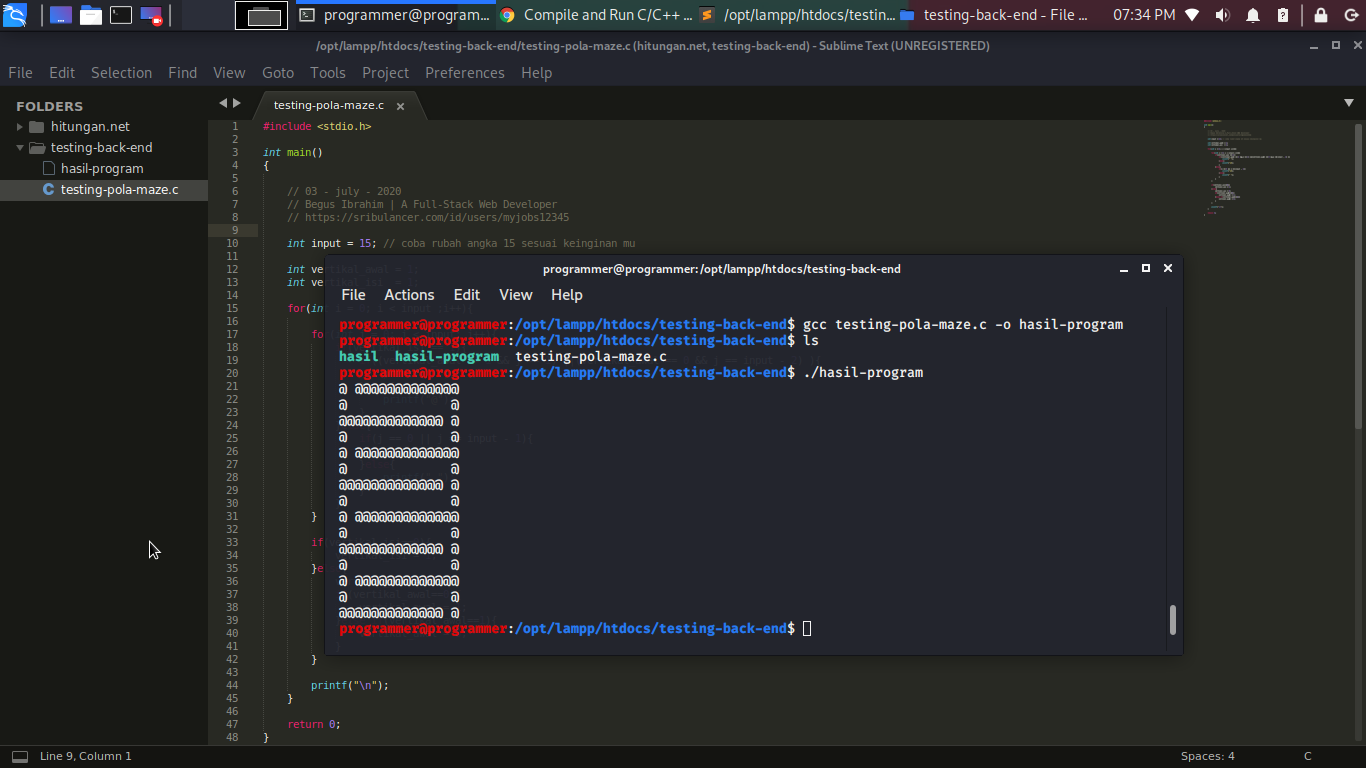 programmer@program...
Compile and Run C/C++ ...
/opt/lampp/htdocs/testin...
testing-back-end - File ...
07:34 PM
/opt/lampp/htdocs/testing-back-end/testing-pola-maze.c (hitungan.net, testing-back-end) - Sublime Text (UNREGISTERED)
File Edit Selection Find View Goto Tools Project Preferences Help
FOLDERS
hitungan.net
testing-back-end
hasil-program
testing-pola-maze.c
testing-pola-maze.c
1 #include <stdio.h>
2
3 int main()
4 {
5
6 // 03 - july - 2020
7 // Begus Ibrahim | A Full-Stack Web Developer
8 // https://sribulancer.com/id/users/myjobs12345
9
10 int input = 15; // coba rubah angka 15 sesuai keinginan mu
11
12 int vertikal
13 int ve
14
15 for(in
16
17 fo
18
19
20
21
22
23
24
25
26
27
28
29
30
31 }
32
33 if
34
35 }e
36
37
38
39
40
41
42 }
43
44 printf("\n");
45 }
46
47 return 0;
48 }
programmer@programmer: /opt/lampp/htdocs/testing-back-end
File Actions Edit View Help
programmer@programmer:/opt/lampp/htdocs/testing-back-end$ gcc testing-pola-maze.c -o hasil-program
programmer@programmer:/opt/lampp/htdocs/testing-back-end$ ls
hasil  hasil-program  testing-pola-maze.c
programmer@programmer:/opt/lampp/htdocs/testing-back-end$ ./hasil-program
@ @@@@@@@@@@@@@
@             @
@@@@@@@@@@@@@ @
@             @
@ @@@@@@@@@@@@@
@             @
@@@@@@@@@@@@@ @
@             @
@ @@@@@@@@@@@@@
@             @
@@@@@@@@@@@@@ @
@             @
@ @@@@@@@@@@@@@
@             @
@@@@@@@@@@@@@ @
programmer@programmer:/opt/lampp/htdocs/testing-back-end$
Line 9, Column 1
Spaces: 4
C